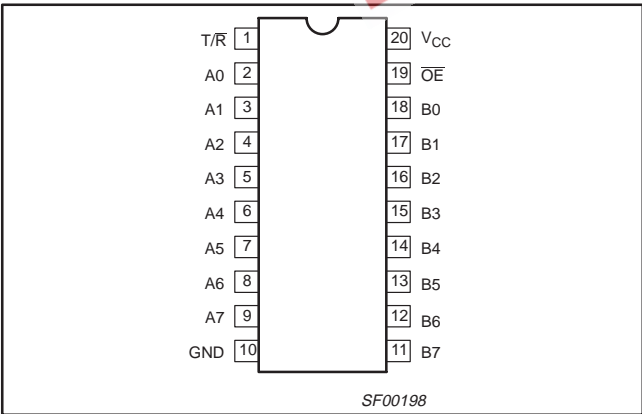 T/R̅ 1 20 VCC
A0 2 19 O̅E̅
A1 3 18 B0
A2 4 17 B1
A3 5 16 B2
A4 6 15 B3
A5 7 14 B4
A6 8 13 B5
A7 9 12 B6
GND 10 11 B7
SF00198